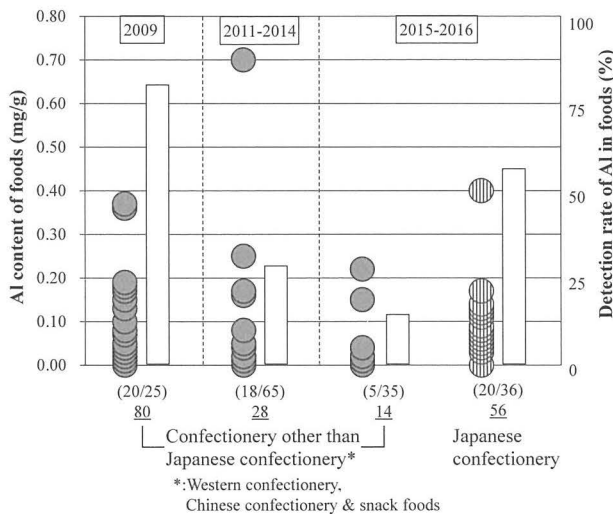 2009 2011-2014 2015-2016
Al content of foods (mg/g)
0.80
0.70
0.60
0.50
0.40
0.30
0.20
0.10
0.00
Detection rate of Al in foods (%)
100
75
50
25
0
(20/25) (18/65) (5/35) (20/36)
80 28 14 56
Confectionery other than
Japanese confectionery*
Japanese
confectionery
*:Western confectionery,
Chinese confectionery & snack foods